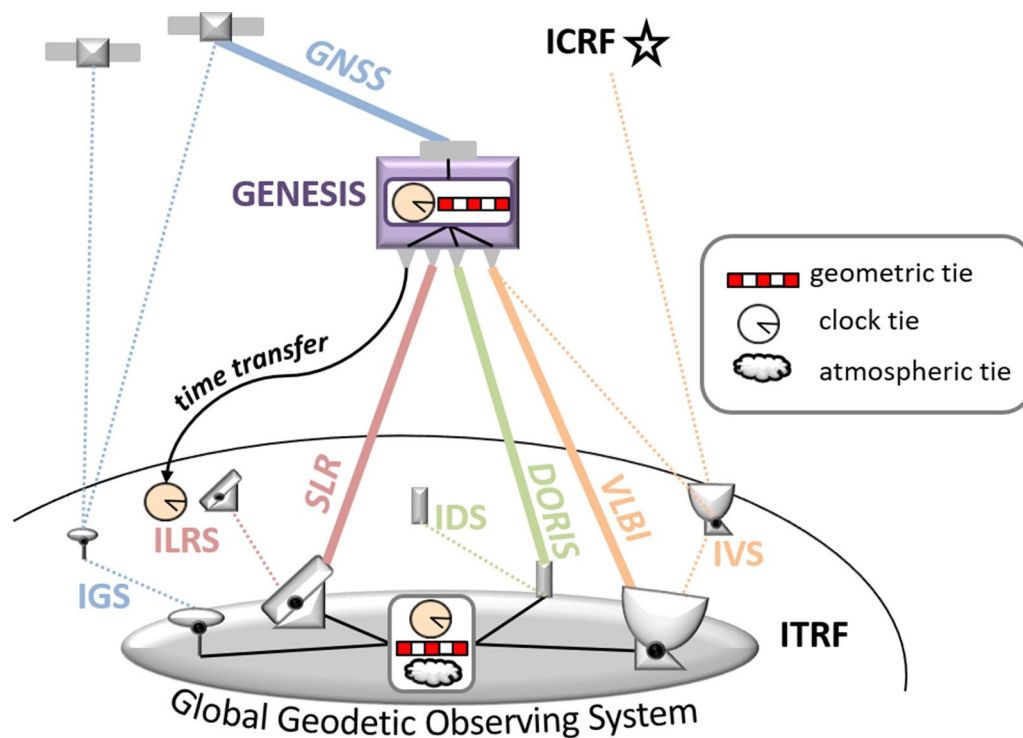 ICRF
GNSS
GENESIS
geometric tie
clock tie
atmospheric tie
time transfer
SLR
DORIS
VLBI
IDS
ILRS
IVS
IGS
ITRF
Global Geodetic Observing System